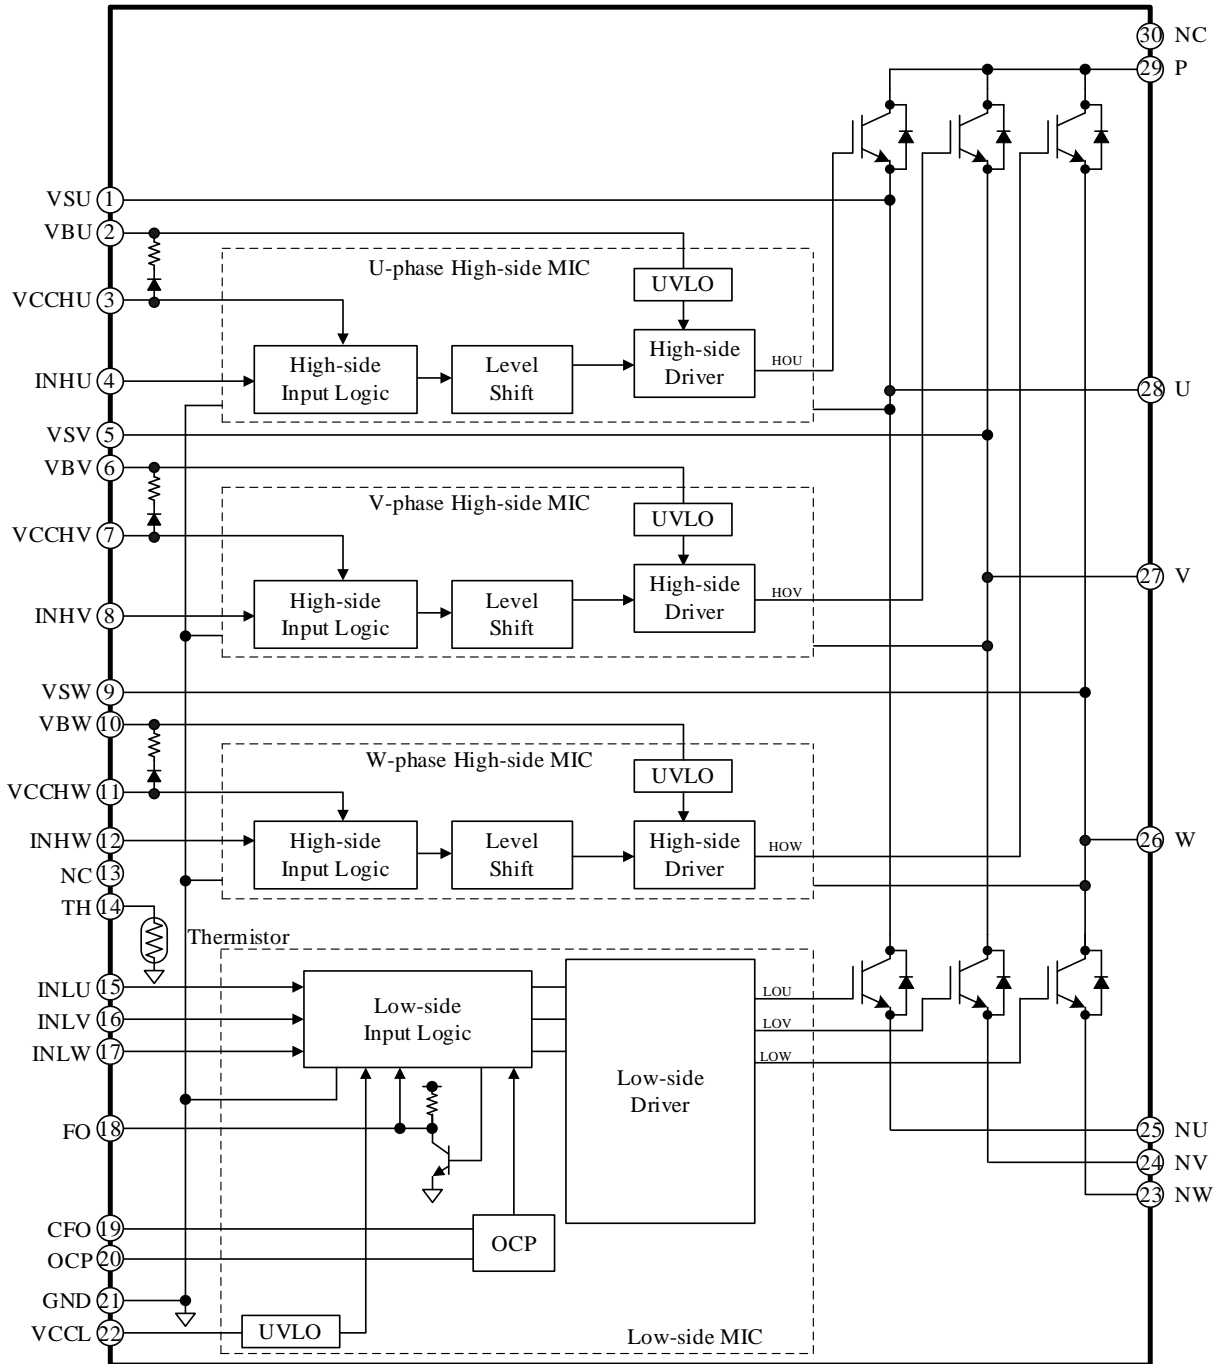 30 NC
29 P
VSU 1
VBU 2
U-phase High-side MIC
UVLO
VCCHU 3
High-side
Input Logic
Level
Shift
High-side
Driver
HOU
INHU 4
28 U
VSV 5
VBV 6
V-phase High-side MIC
UVLO
VCCHV 7
High-side
Input Logic
Level
Shift
High-side
Driver
HOV
27 V
INHV 8
VSW 9
VBW 10
W-phase High-side MIC
UVLO
VCCHW 11
High-side
Input Logic
Level
Shift
High-side
Driver
HOW
INHW 12
26 W
NC 13
TH 14
Thermistor
INLU 15
INLV 16
INLW 17
Low-side
Input Logic
LOU
LOV
LOW
Low-side
Driver
FO 18
25 NU
24 NV
23 NW
CFO 19
OCP 20
OCP
GND 21
VCCL 22
UVLO
Low-side MIC